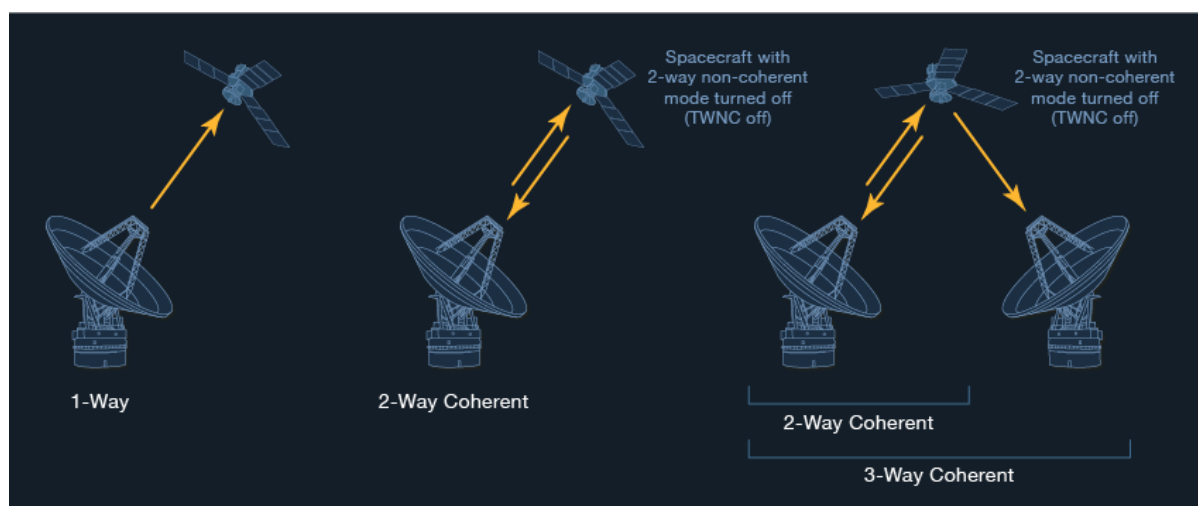 Spacecraft with
2-way non-coherent
mode turned off
(TWNC off)
Spacecraft with
2-way non-coherent
mode turned off
(TWNC off)
1-Way
2-Way Coherent
2-Way Coherent
3-Way Coherent